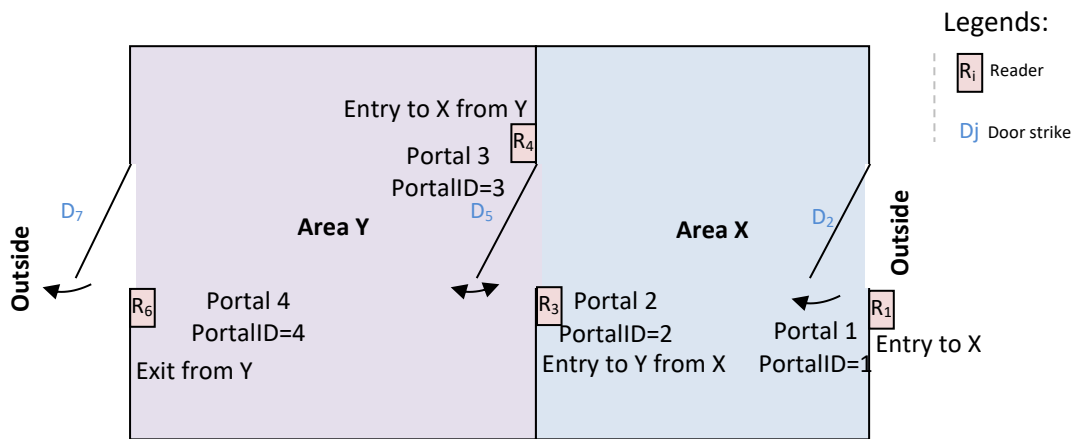 Legends:
Ri Reader
Dj Door strike
Entry to X from Y
R4
Portal 3
PortalID=3
D7
D5
D2
Area Y
Area X
Outside
Outside
R6
Portal 4
PortalID=4
Exit from Y
R3
Portal 2
PortalID=2
Entry to Y from X
Portal 1
PortalID=1
R1
Entry to X